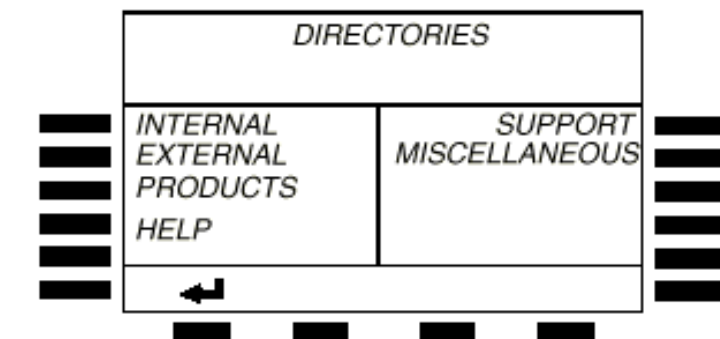 DIRECTORIES
INTERNAL
EXTERNAL
PRODUCTS
HELP
SUPPORT
MISCELLANEOUS